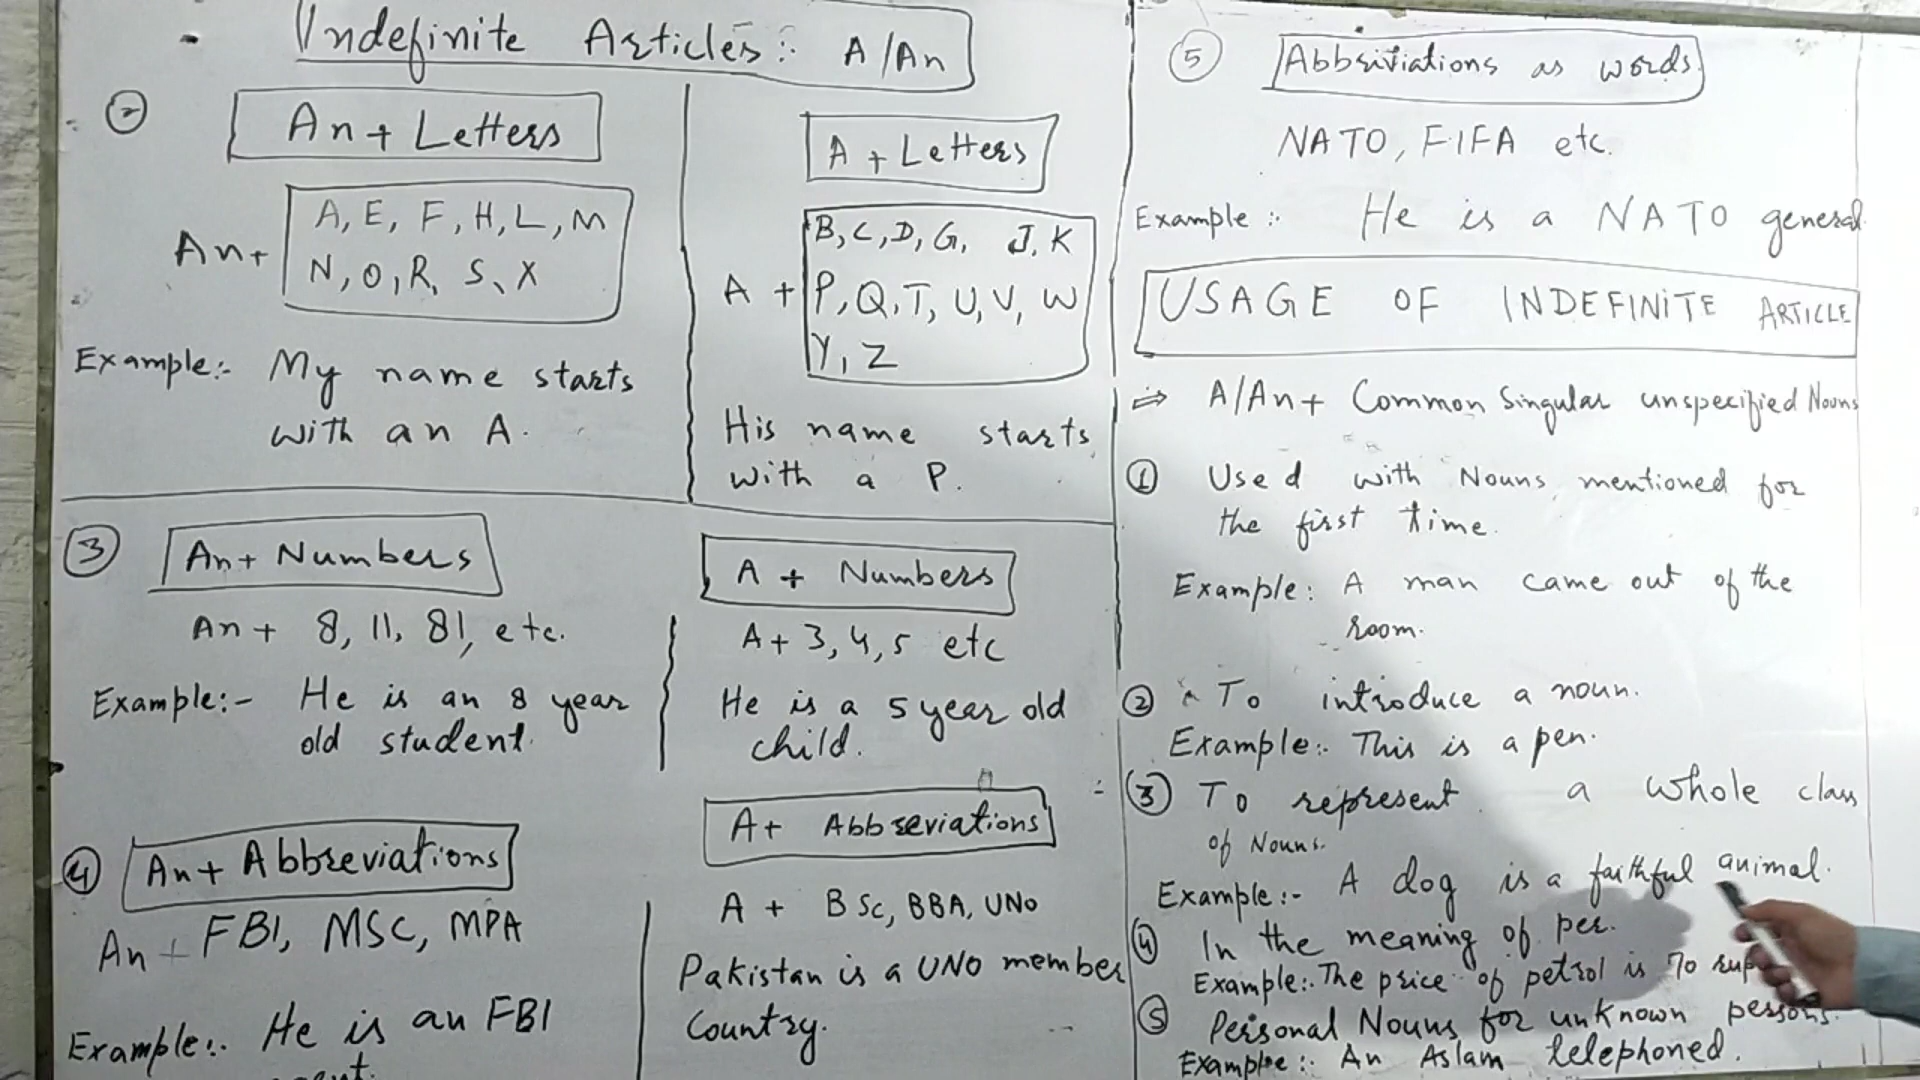 Indefinite Articles:- A/An
2
An + Letters
An+
A, E, F, H, L, M
N, O, R, S, X
Example:- My name starts
with an A.
A + Letters
A +
B, C, D, G, J, K
P, Q, T, U, V, W
Y, Z
His name starts
with a P.
3
An+ Numbers
An + 8, 11, 81, etc.
Example:- He is an 8 year
old student.
A + Numbers
A + 3, 4, 5 etc
He is a 5 year old
child.
4
An + Abbreviations
An + FBI, MSC, MPA
Example:. He is an FBI
A+ Abbreviations
A + BSc, BBA, UNO
Pakistan is a UNO member
Country.
5
Abbriviations as words
NATO, FIFA etc.
Example:- He is a NATO general
USAGE OF INDEFINITE ARTICLE
⇒ A/An + Common Singular unspecified Nouns
1 Used with Nouns mentioned for
the first time.
Example: A man came out of the
room.
2 To introduce a noun.
Example:- This is a pen.
3 To represent a whole class
of Nouns.
Example:- A dog is a faithful animal.
4 In the meaning of per.
Example:. The price of petrol is 70
5 Personal Nouns for unknown persons.
Example:: An Aslam telephoned.